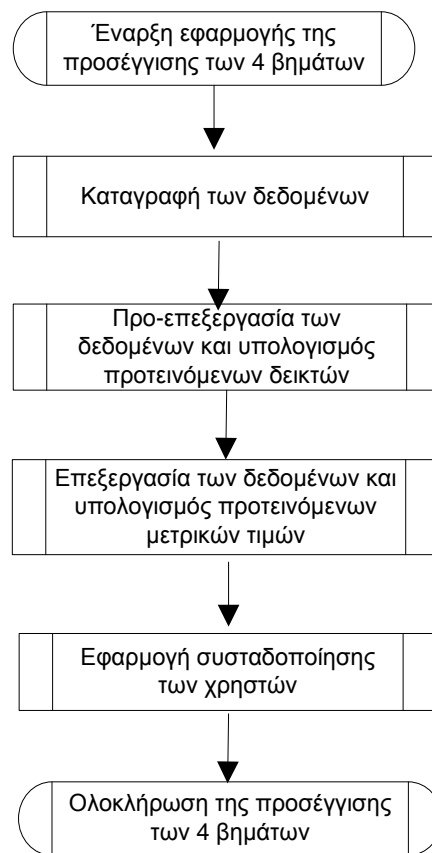 Έναρξη εφαρμογής της
προσέγγισης των 4 βημάτων
Καταγραφή των δεδομένων
Προ-επεξεργασία των
δεδομένων και υπολογισμός
προτεινόμενων δεικτών
Επεξεργασία των δεδομένων και
υπολογισμός προτεινόμενων
μετρικών τιμών
Εφαρμογή συσταδοποίησης
των χρηστών
Ολοκλήρωση της προσέγγισης
των 4 βημάτων